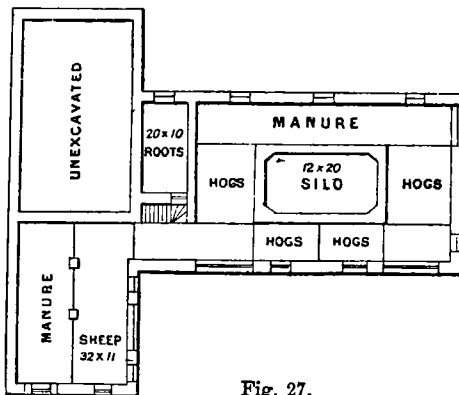 UNEXCAVATED
20 x 10
ROOTS
MANURE
HOGS
12 x 20
SILO
HOGS
HOGS
HOGS
MANURE
SHEEP
32 x 11
Fig. 27.